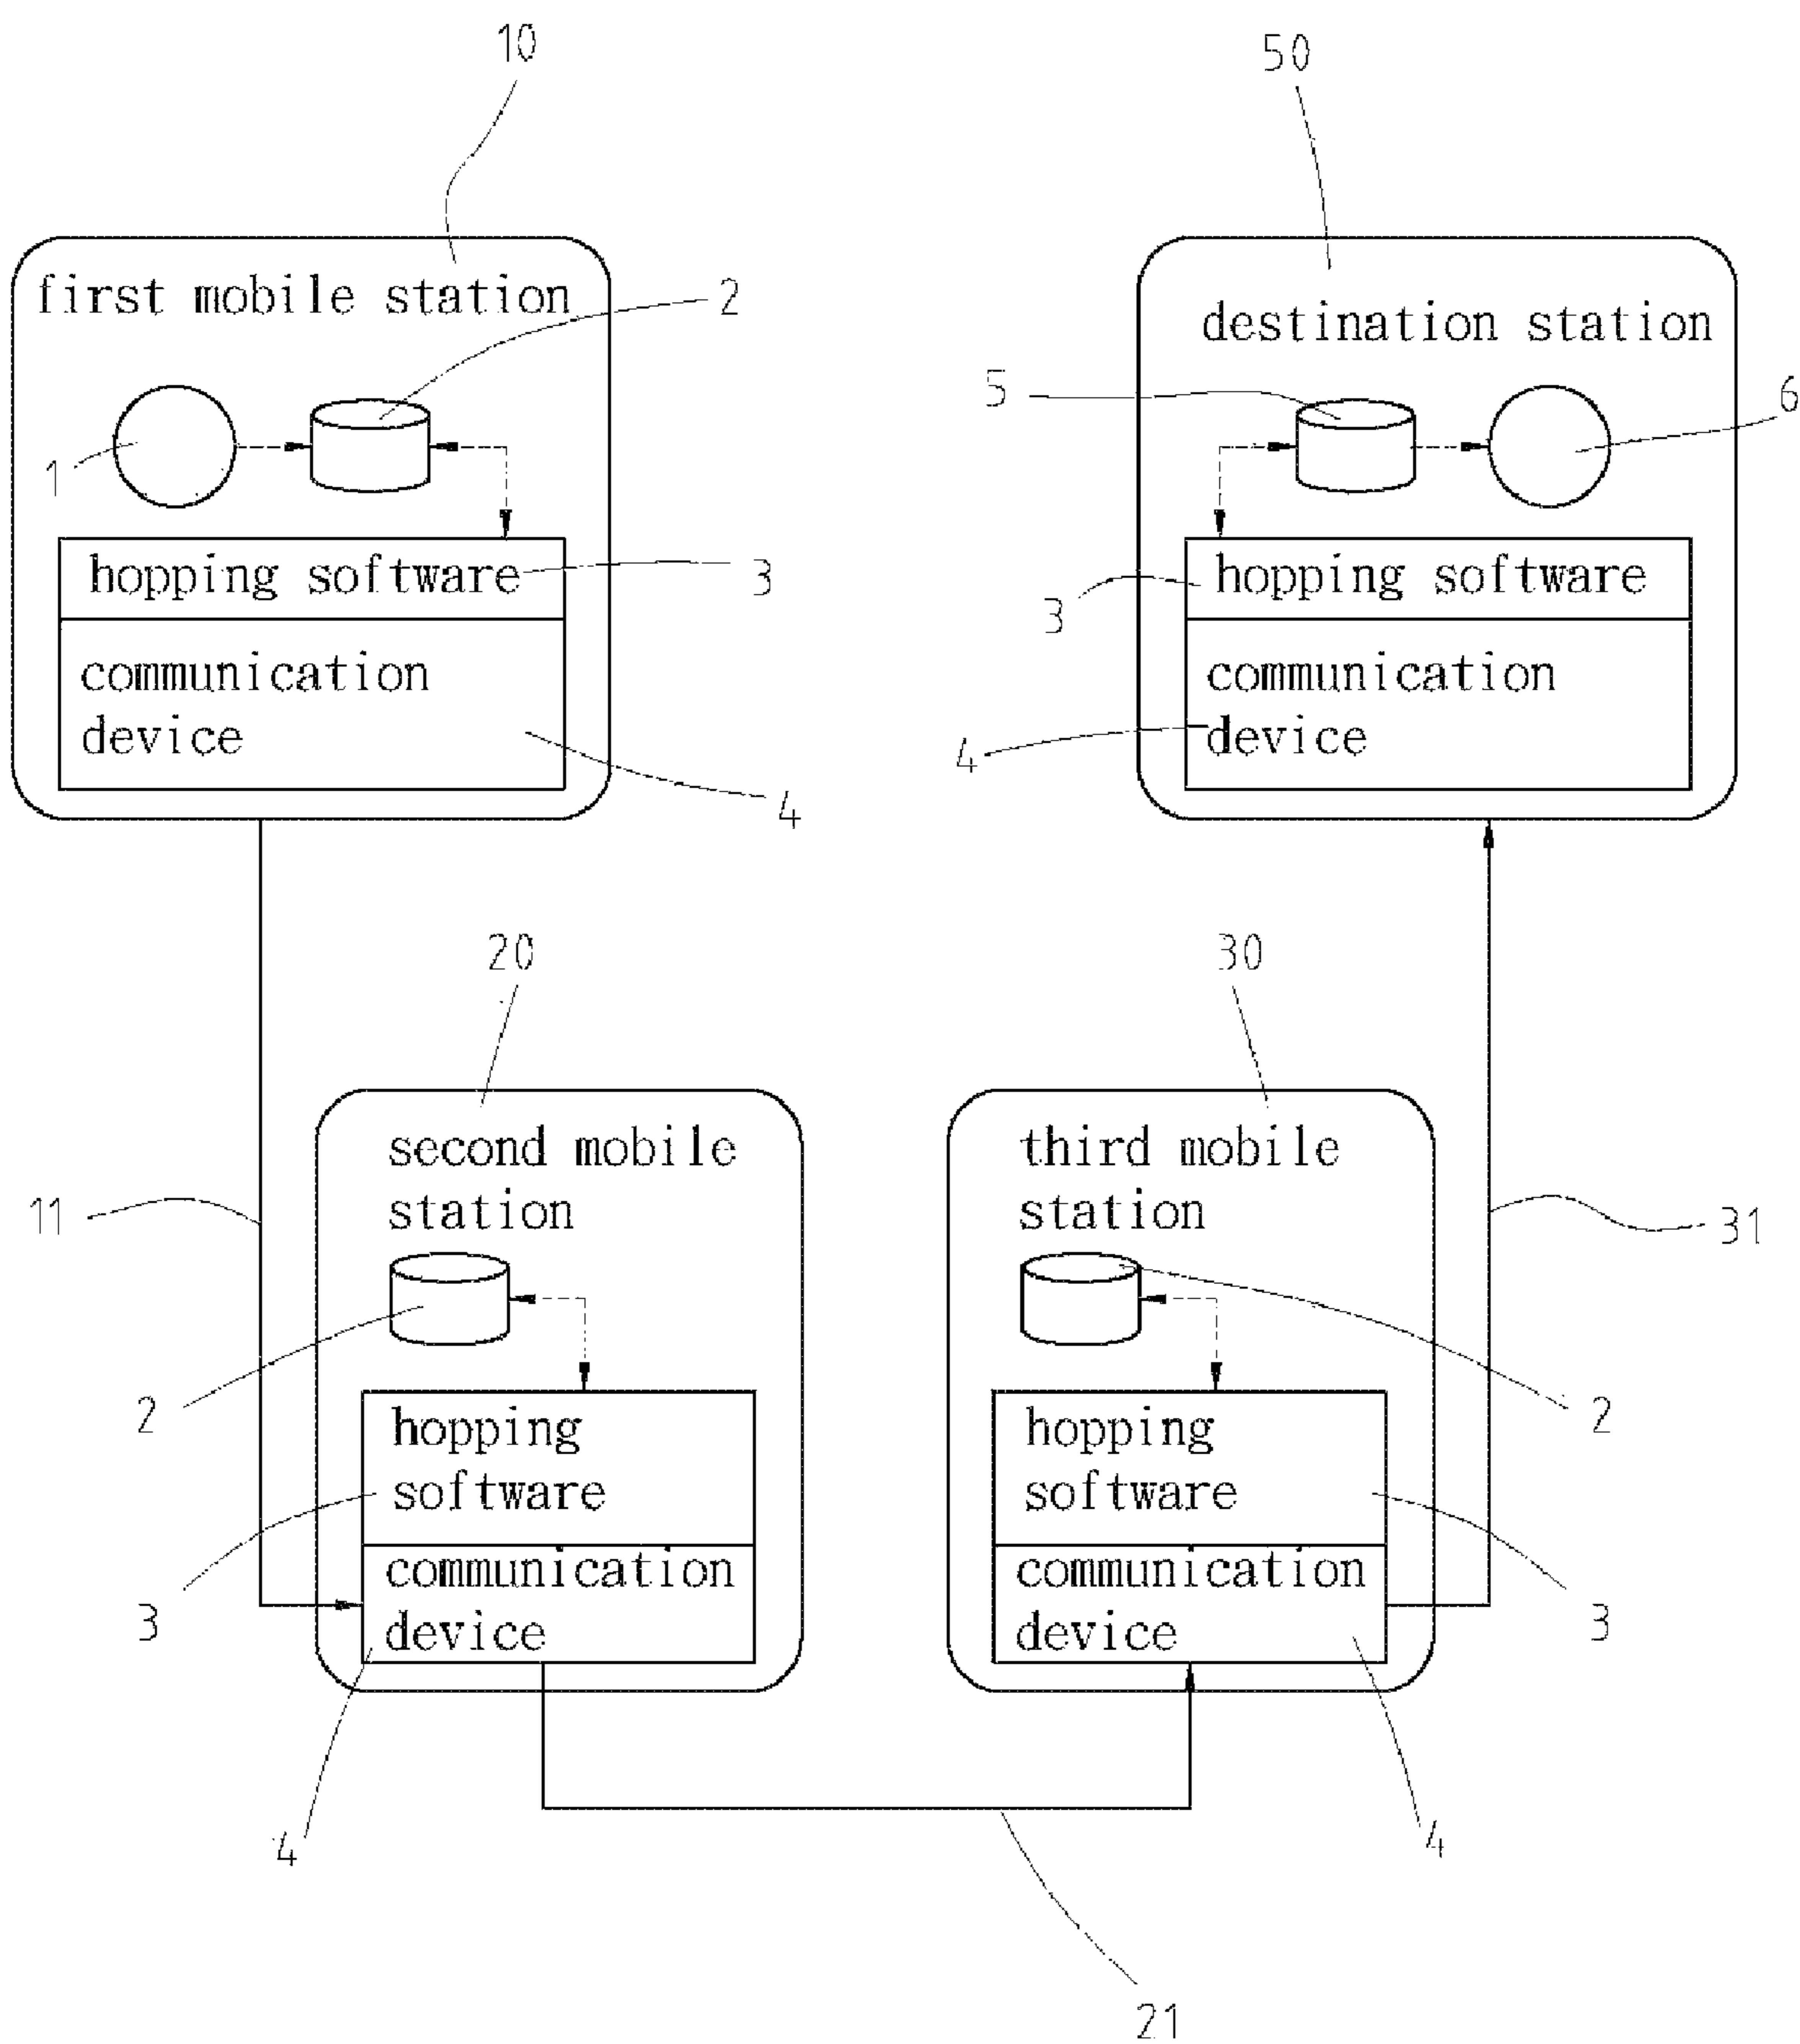 10
50
first mobile station
2
destination station
5
6
1
hopping software
3
hopping software
3
communication
device
4
communication
device
4
20
30
second mobile
station
third mobile
station
11
31
2
2
hopping
software
hopping
software
3
3
communication
device
communication
device
4
4
21